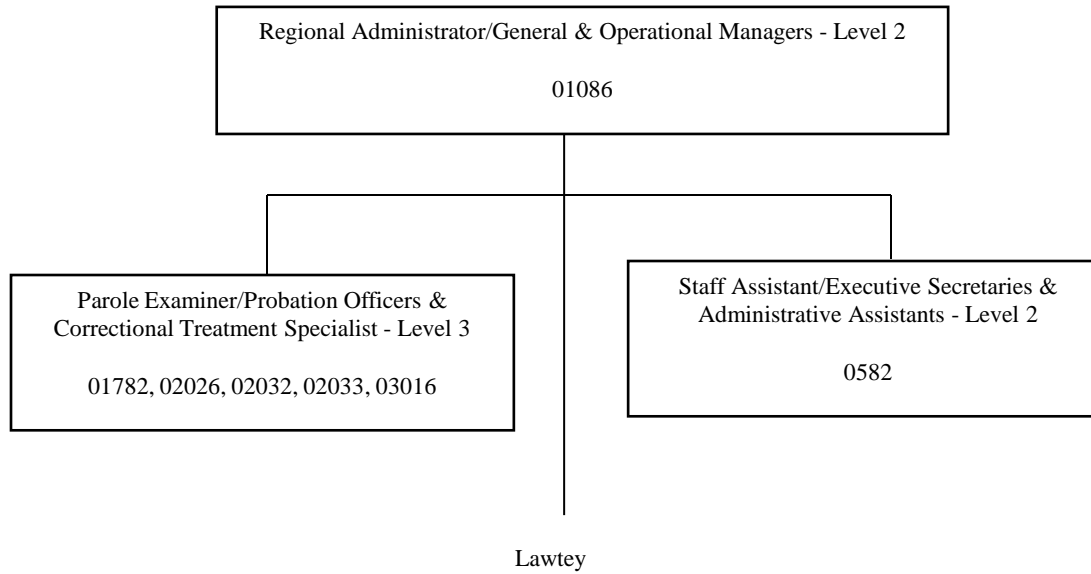 Regional Administrator/General & Operational Managers - Level 2
01086
Parole Examiner/Probation Officers &
Correctional Treatment Specialist - Level 3
01782, 02026, 02032, 02033, 03016
Staff Assistant/Executive Secretaries &
Administrative Assistants - Level 2
0582
Lawtey